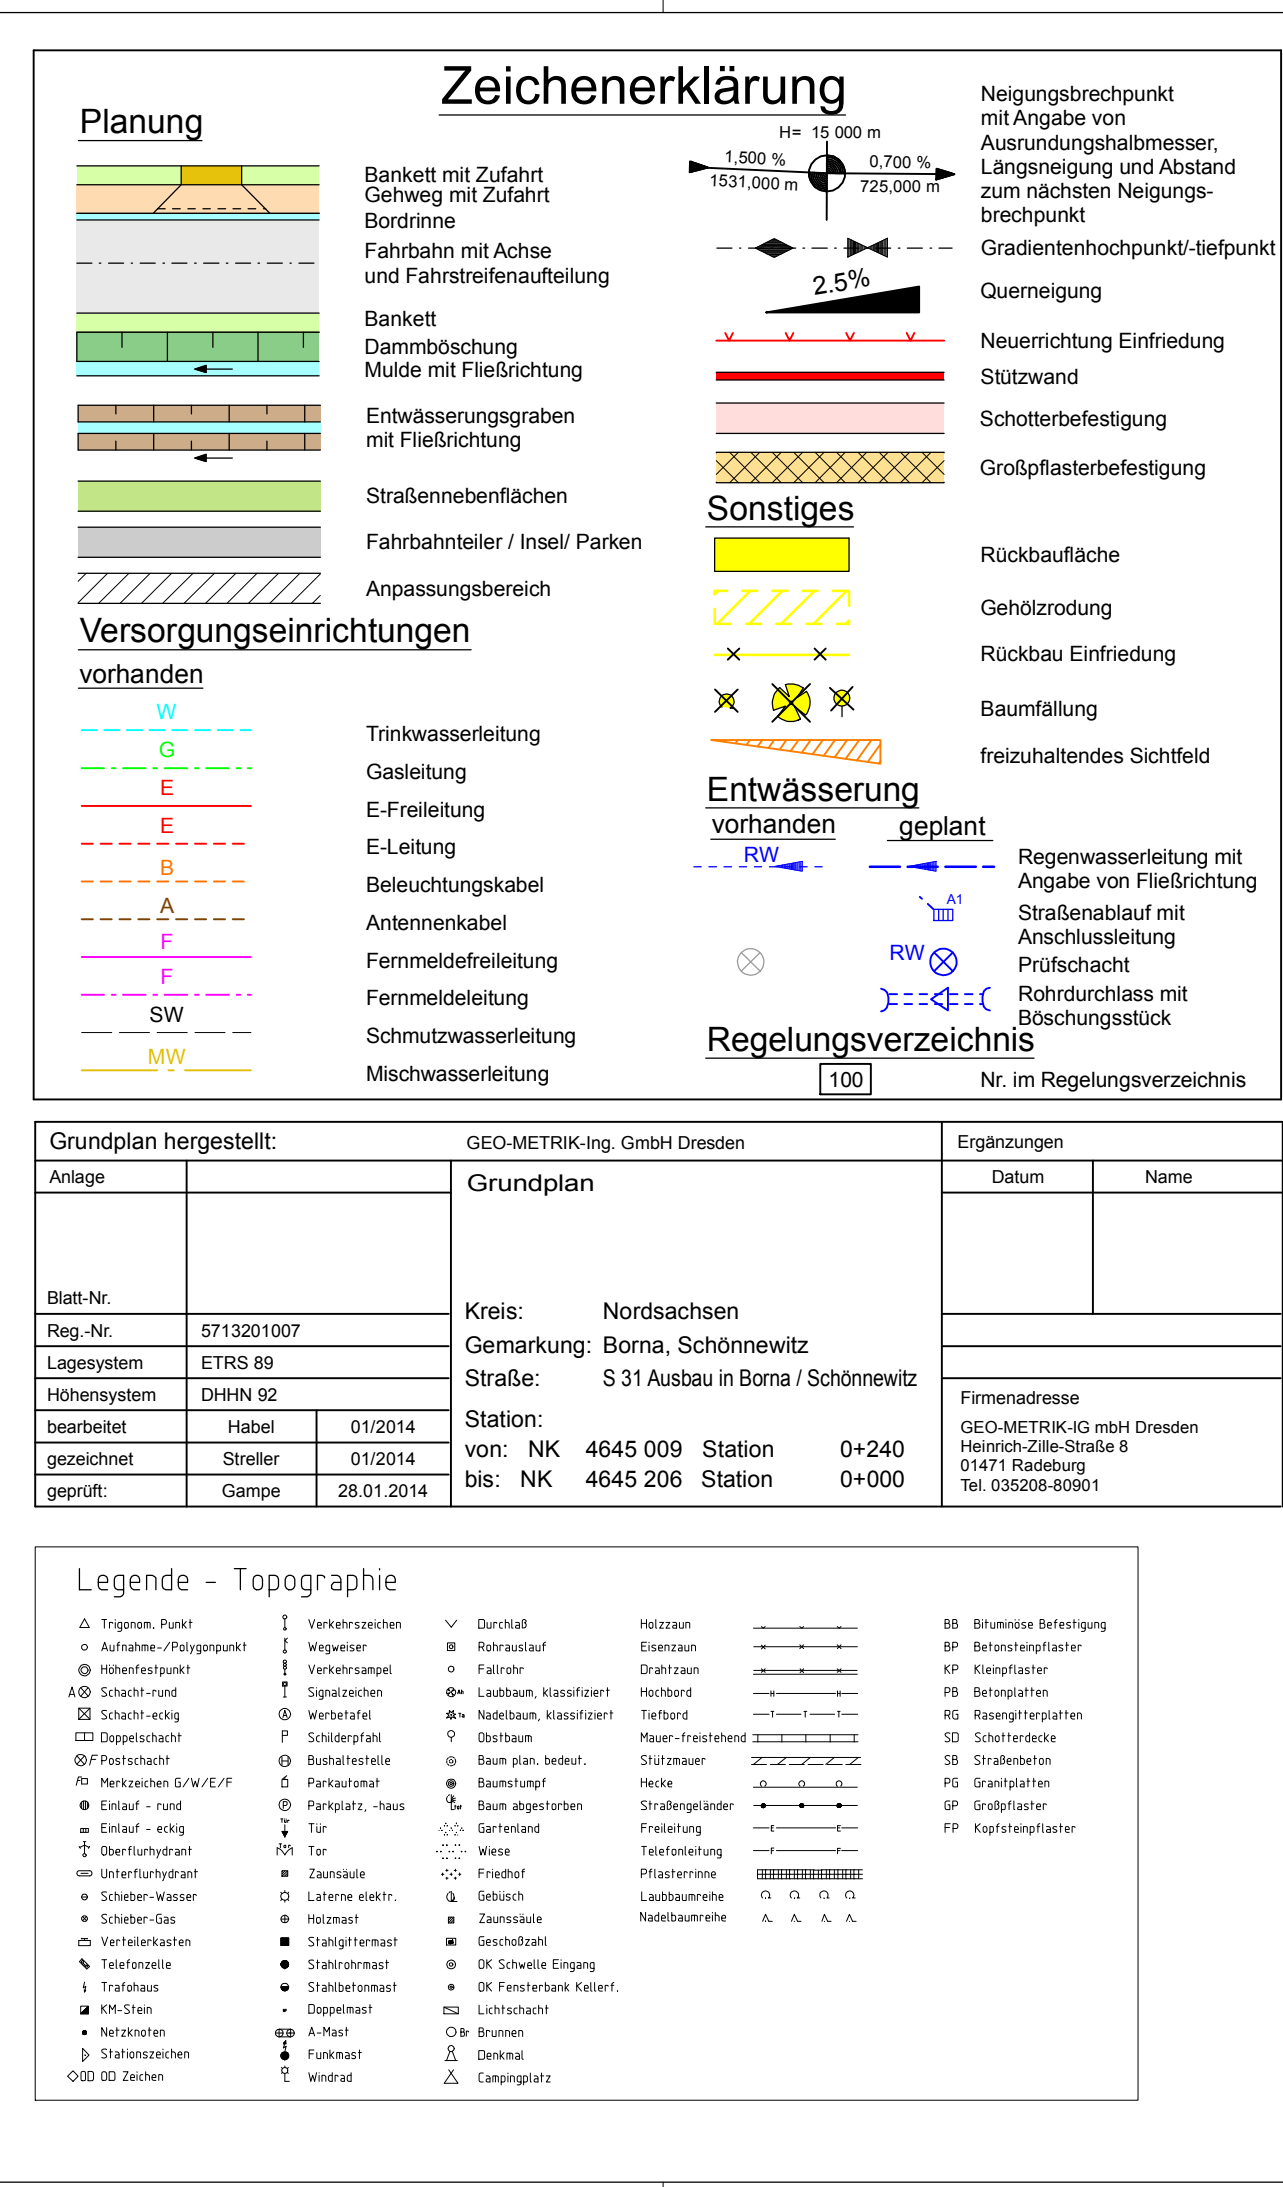 Zeichenerklärung
Planung
Bankett mit Zufahrt
Gehweg mit Zufahrt
Bordrinne
Fahrbahn mit Achse
und Fahrstreifenaufteilung
Bankett
Dammböschung
Mulde mit Fließrichtung
Entwässerungsgraben
mit Fließrichtung
Straßennebenflächen
Fahrbahnteiler / Insel/ Parken
Anpassungsbereich
Versorgungseinrichtungen
vorhanden
W
Trinkwasserleitung
G
Gasleitung
E
E-Freileitung
E
E-Leitung
B
Beleuchtungskabel
A
Antennenkabel
F
Fernmeldefreileitung
F
Fernmeldeleitung
SW
Schmutzwasserleitung
MW
Mischwasserleitung
H= 15 000 m
1,500 %
0,700 %
1531,000 m
725,000 m
Neigungsbrechpunkt
mit Angabe von
Ausrundungshalbmesser,
Längsneigung und Abstand
zum nächsten Neigungs-
brechpunkt
Gradientenhochpunkt/-tiefpunkt
2.5%
Querneigung
Neuerrichtung Einfriedung
Stützwand
Schotterbefestigung
Großpflasterbefestigung
Sonstiges
Rückbaufläche
Gehölzrodung
Rückbau Einfriedung
Baumfällung
freizuhaltendes Sichtfeld
Entwässerung
vorhanden geplant
RW
Regenwasserleitung mit
Angabe von Fließrichtung
A1
Straßenablauf mit
Anschlussleitung
RW
Prüfschacht
Rohrdurchlass mit
Böschungsstück
Regelungsverzeichnis
100
Nr. im Regelungsverzeichnis
Grundplan hergestellt: GEO-METRIK-Ing. GmbH Dresden
Ergänzungen
Anlage
Grundplan
Datum Name
Blatt-Nr.
Reg.-Nr. 5713201007
Lagesystem ETRS 89
Höhensystem DHHN 92
bearbeitet Habel 01/2014
gezeichnet Streller 01/2014
geprüft: Gampe 28.01.2014
Kreis: Nordsachsen
Gemarkung: Borna, Schönnewitz
Straße: S 31 Ausbau in Borna / Schönnewitz
Station:
von: NK 4645 009 Station 0+240
bis: NK 4645 206 Station 0+000
Firmenadresse
GEO-METRIK-IG mbH Dresden
Heinrich-Zille-Straße 8
01471 Radeburg
Tel. 035208-80901
Legende - Topographie
Trigonom. Punkt
Aufnahme-/Polygonpunkt
Höhenfestpunkt
A Schacht-rund
Schacht-eckig
Doppelschacht
F Postschacht
F Merkzeichen G/W/E/F
Einlauf - rund
Einlauf - eckig
Oberflurhydrant
Unterflurhydrant
Schieber-Wasser
Schieber-Gas
Verteilerkasten
Telefonzelle
Trafohaus
KM-Stein
Netzknoten
Stationszeichen
OD OD Zeichen
Verkehrszeichen
Wegweiser
Verkehrsampel
Signalzeichen
A Werbetafel
Schilderpfahl
H Bushaltestelle
Parkautomat
P Parkplatz, -haus
Tür Tür
Tor Tor
Zaunsäule
Laterne elektr.
Holzmast
Stahlgittermast
Stahlrohrmast
Stahlbetonmast
Doppelmast
A-Mast
Funkmast
Windrad
Durchlaß
Rohrauslauf
Fallrohr
Ah Laubbaum, klassifiziert
Ta Nadelbaum, klassifiziert
Obstbaum
Baum plan. bedeut.
Baumstumpf
tot Baum abgestorben
Gartenland
Wiese
Friedhof
Gebüsch
Zaunssäule
Geschoßzahl
OK Schwelle Eingang
OK Fensterbank Kellerf.
Lichtschacht
Br Brunnen
Denkmal
Campingplatz
Holzzaun
Eisenzaun
Drahtzaun
Hochbord H H
Tiefbord T T T
Mauer-freistehend
Stützmauer
Hecke
Straßengeländer
Freileitung E E
Telefonleitung F F
Pflasterrinne
Laubbaumreihe
Nadelbaumreihe
BB Bituminöse Befestigung
BP Betonsteinpflaster
KP Kleinpflaster
PB Betonplatten
RG Rasengitterplatten
SD Schotterdecke
SB Straßenbeton
PG Granitplatten
GP Großpflaster
FP Kopfsteinpflaster